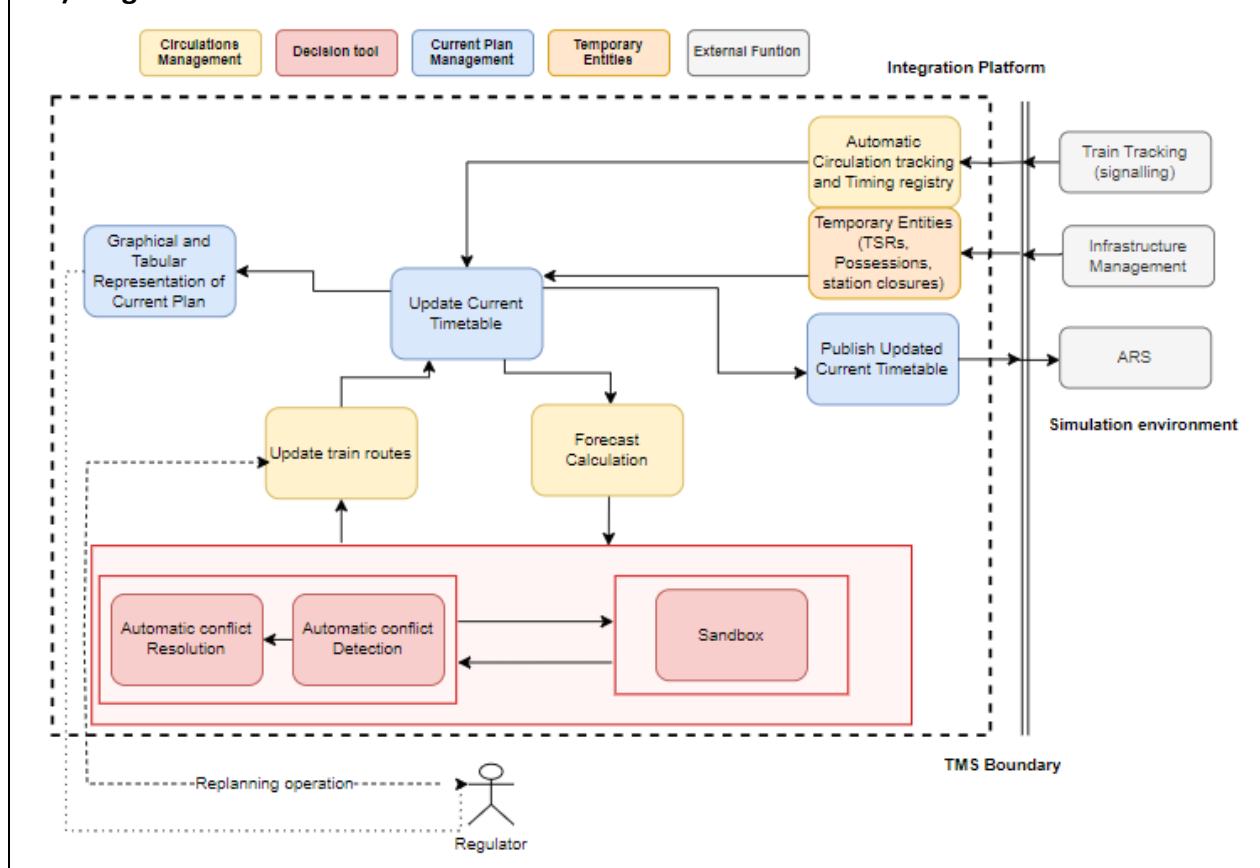 Circulations
Management
Decision tool
Current Plan
Management
Temporary
Entities
External Funtion
Integration Platform
Automatic
Circulation tracking
and Timing registry
Train Tracking
(signalling)
Temporary Entities
(TSRs,
Possessions,
station closures)
Infrastructure
Management
Graphical and
Tabular
Representation of
Current Plan
Update Current
Timetable
Publish Updated
Current Timetable
ARS
Simulation environment
Update train routes
Forecast
Calculation
Automatic conflict
Resolution
Automatic conflict
Detection
Sandbox
TMS Boundary
Replanning operation
Regulator